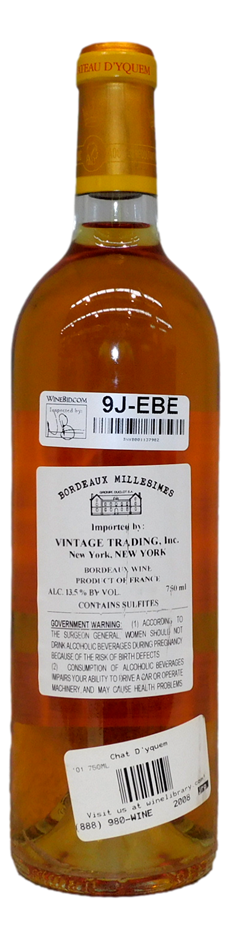 ATEAU D'YQUEM
WINEBID.COM
Inspected by:
9J-EBE
BORDEAUX MILLESIMES
Imported by:
VINTAGE TRADING, Inc.
New York, NEW YORK
BORDEAUX WINE
PRODUCT OF FRANCE
ALC. 13.5 % BY VOL. 750 ml
CONTAINS SULFITES
GOVERNMENT WARNING: (1) ACCORDING TO
THE SURGEON GENERAL, WOMEN SHOULD NOT
DRINK ALCOHOLIC BEVERAGES DURING PREGNANCY
BECAUSE OF THE RISK OF BIRTH DEFECTS
(2) CONSUMPTION OF ALCOHOLIC BEVERAGES
IMPAIRS YOUR ABILITY TO DRIVE A CAR OR OPERATE
MACHINERY, AND MAY CAUSE HEALTH PROBLEMS
Chat D'yquem
'01 750ML
Visit us at winelibrary.com
2008
(888) 980-WINE